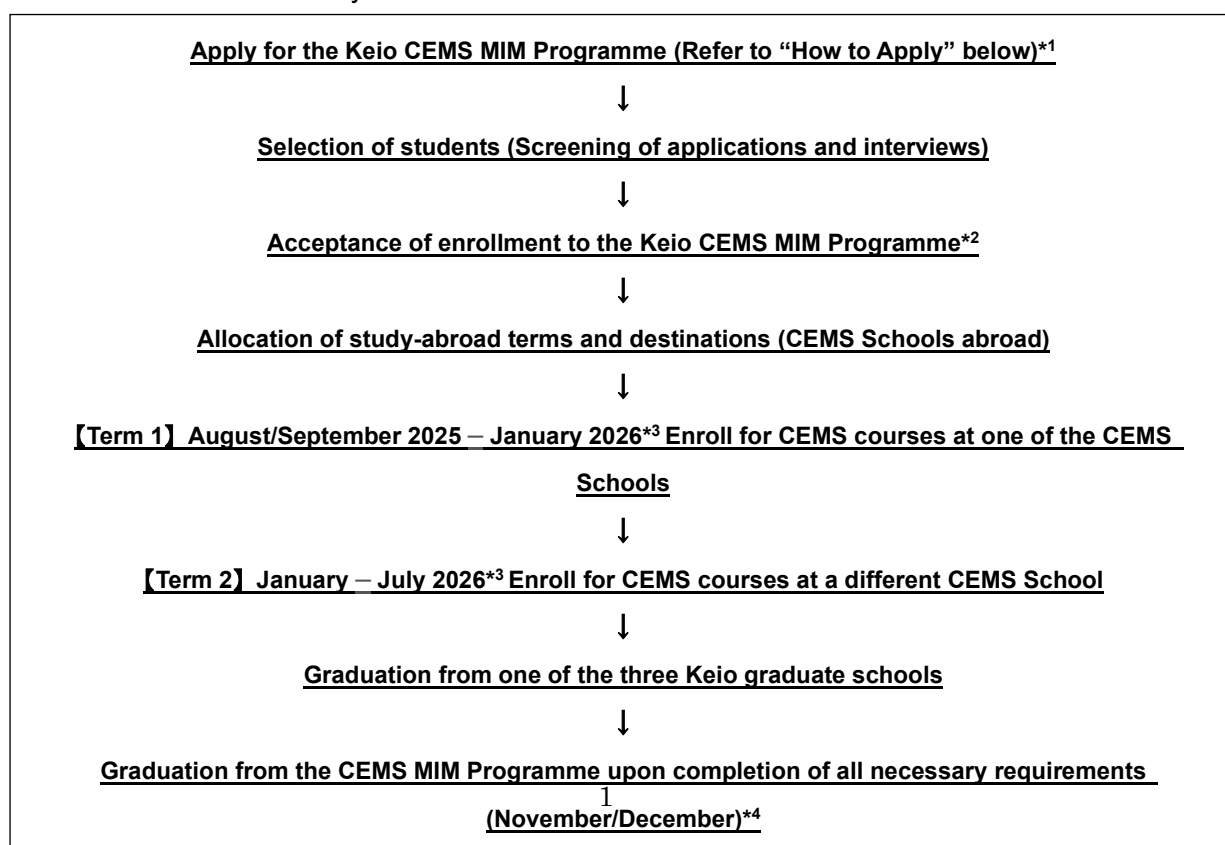 Apply for the Keio CEMS MIM Programme (Refer to “How to Apply” below)*1
↓
Selection of students (Screening of applications and interviews)
↓
Acceptance of enrollment to the Keio CEMS MIM Programme*2
↓
Allocation of study-abroad terms and destinations (CEMS Schools abroad)
↓
【Term 1】 August/September 2025 – January 2026*3 Enroll for CEMS courses at one of the CEMS
Schools
↓
【Term 2】 January – July 2026*3 Enroll for CEMS courses at a different CEMS School
↓
Graduation from one of the three Keio graduate schools
↓
Graduation from the CEMS MIM Programme upon completion of all necessary requirements
1
(November/December)*4